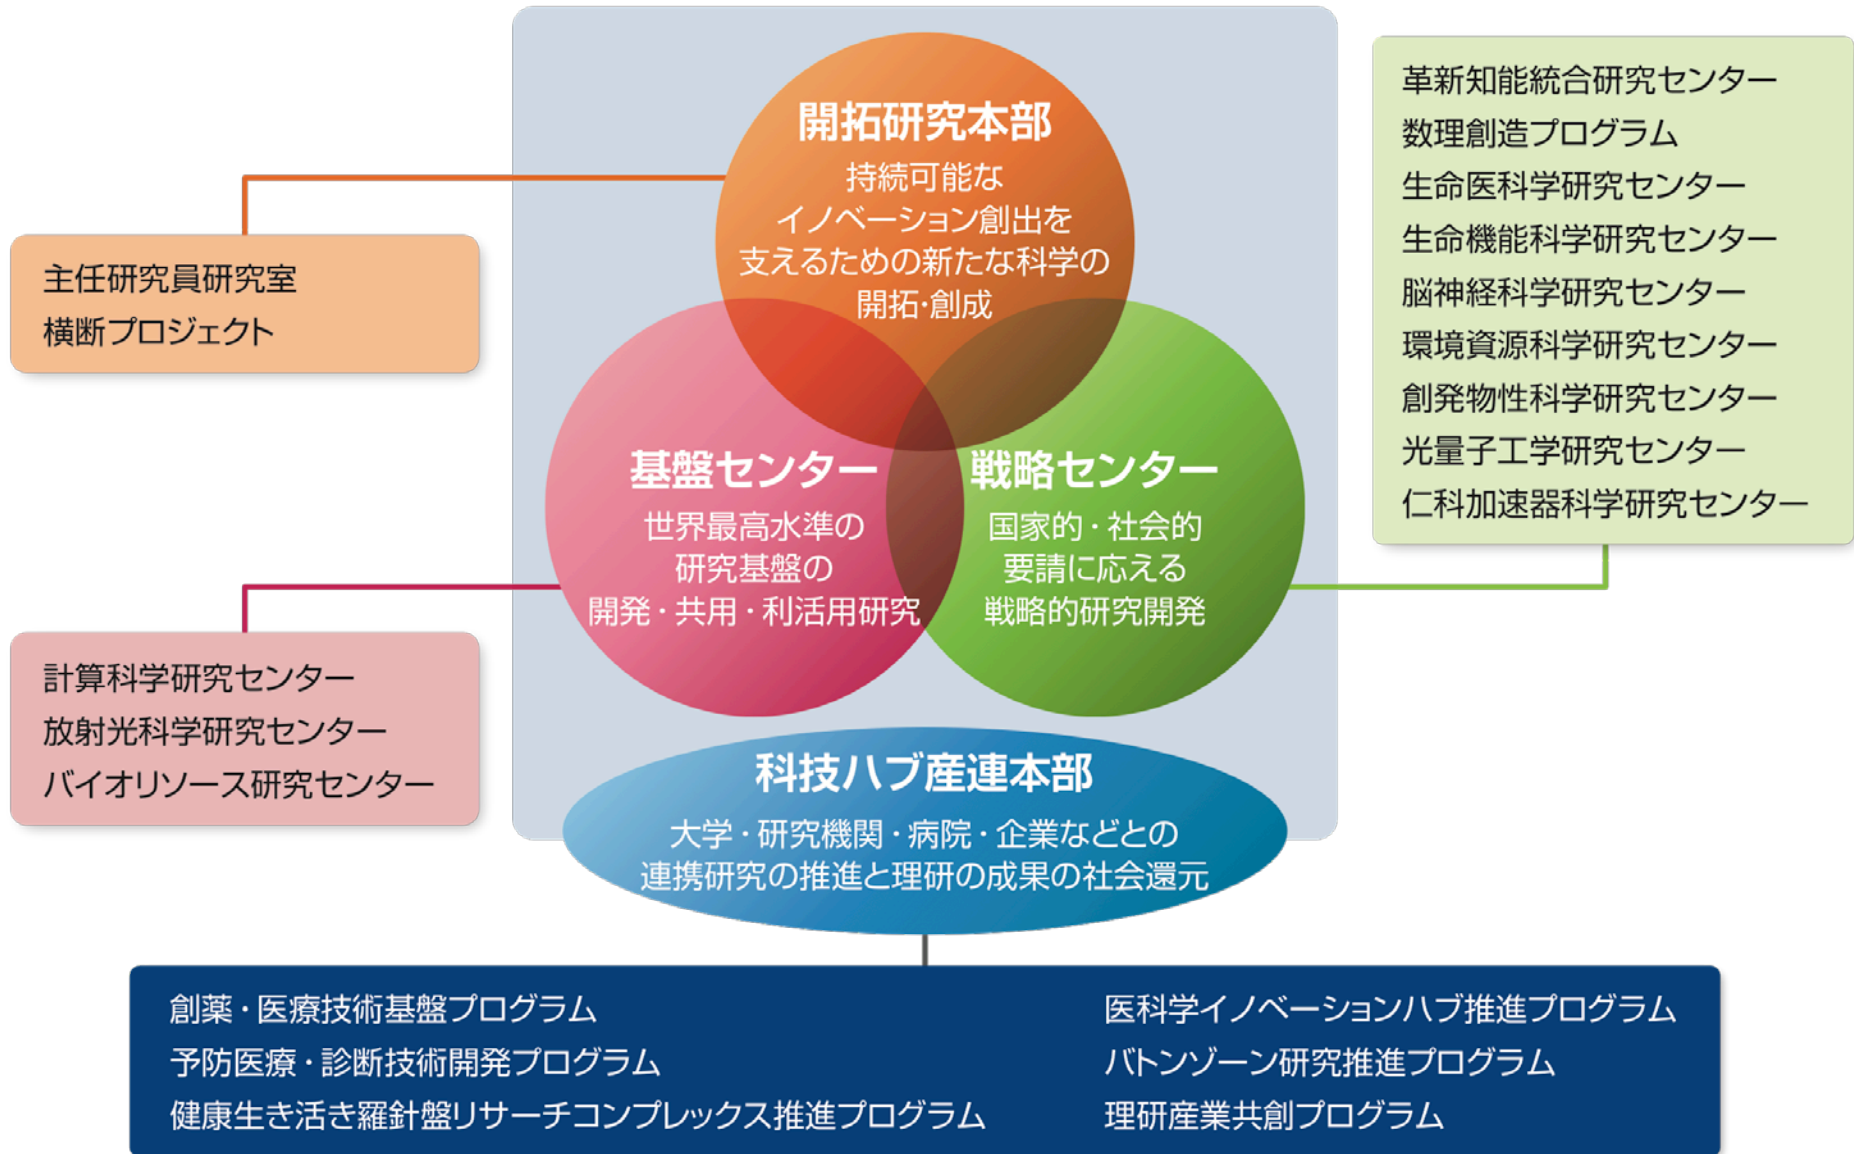 開拓研究本部
持続可能な
イノベーション創出を
支えるための新たな科学の
開拓・創成
主任研究員研究室
横断プロジェクト
基盤センター
世界最高水準の
研究基盤の
開発・共用・利活用研究
計算科学研究センター
放射光科学研究センター
バイオリソース研究センター
戦略センター
国家的・社会的
要請に応える
戦略的研究開発
革新知能統合研究センター
数理創造プログラム
生命医科学研究センター
生命機能科学研究センター
脳神経科学研究センター
環境資源科学研究センター
創発物性科学研究センター
光量子工学研究センター
仁科加速器科学研究センター
科技ハブ産連本部
大学・研究機関・病院・企業などとの
連携研究の推進と理研の成果の社会還元
創薬・医療技術基盤プログラム
予防医療・診断技術開発プログラム
健康生き活き羅針盤リサーチコンプレックス推進プログラム
医科学イノベーションハブ推進プログラム
バトンゾーン研究推進プログラム
理研産業共創プログラム